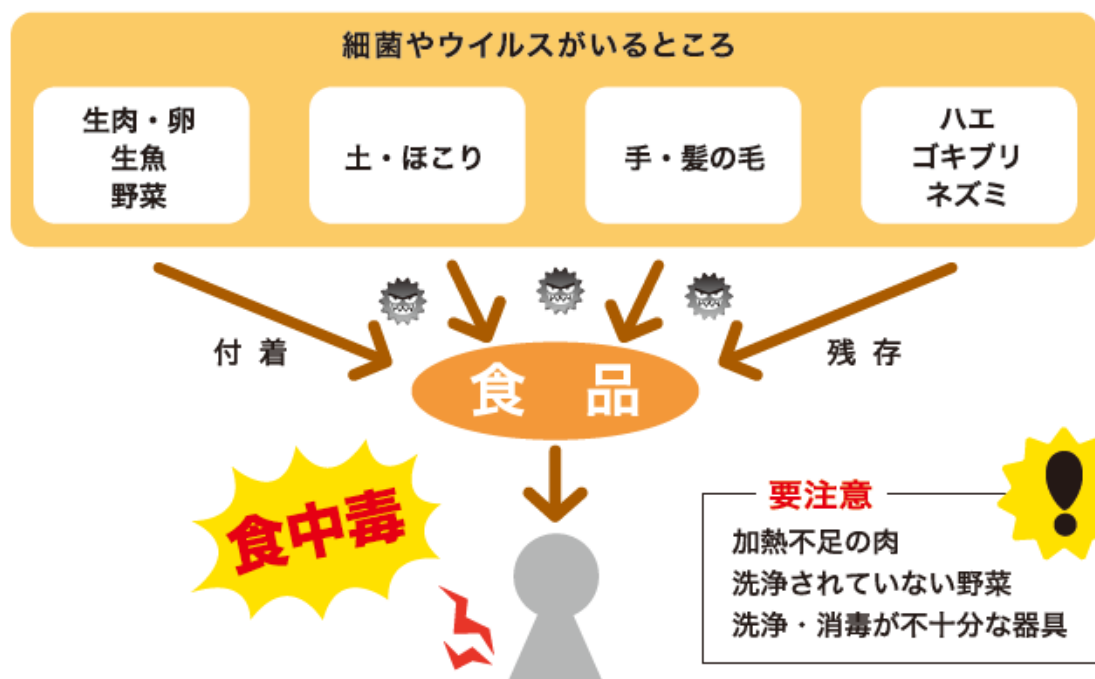 細菌やウイルスがいるところ
生肉・卵
生魚
野菜
土・ほこり
手・髪の毛
ハエ
ゴキブリ
ネズミ
付着
残存
食品
食中毒
要注意
加熱不足の肉
洗浄されていない野菜
洗浄・消毒が不十分な器具